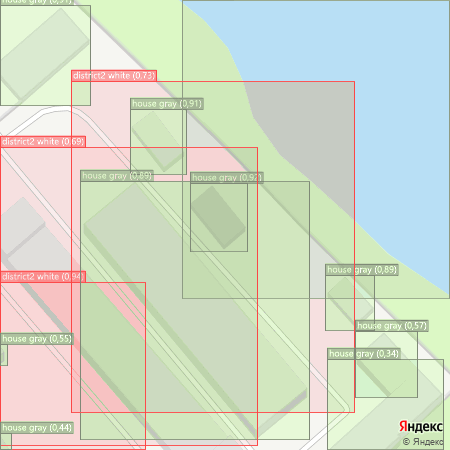 house gray (0,91)
district2 white (0.73)
house gray (0,91)
district2 white (0.69)
house gray (0,89)
house gray (0,92)
house gray (0,89)
district2 white (0.94)
house gray (0,57)
house gray (0,55)
house gray (0,34)
house gray (0,44)
Яндекс
© Яндекс